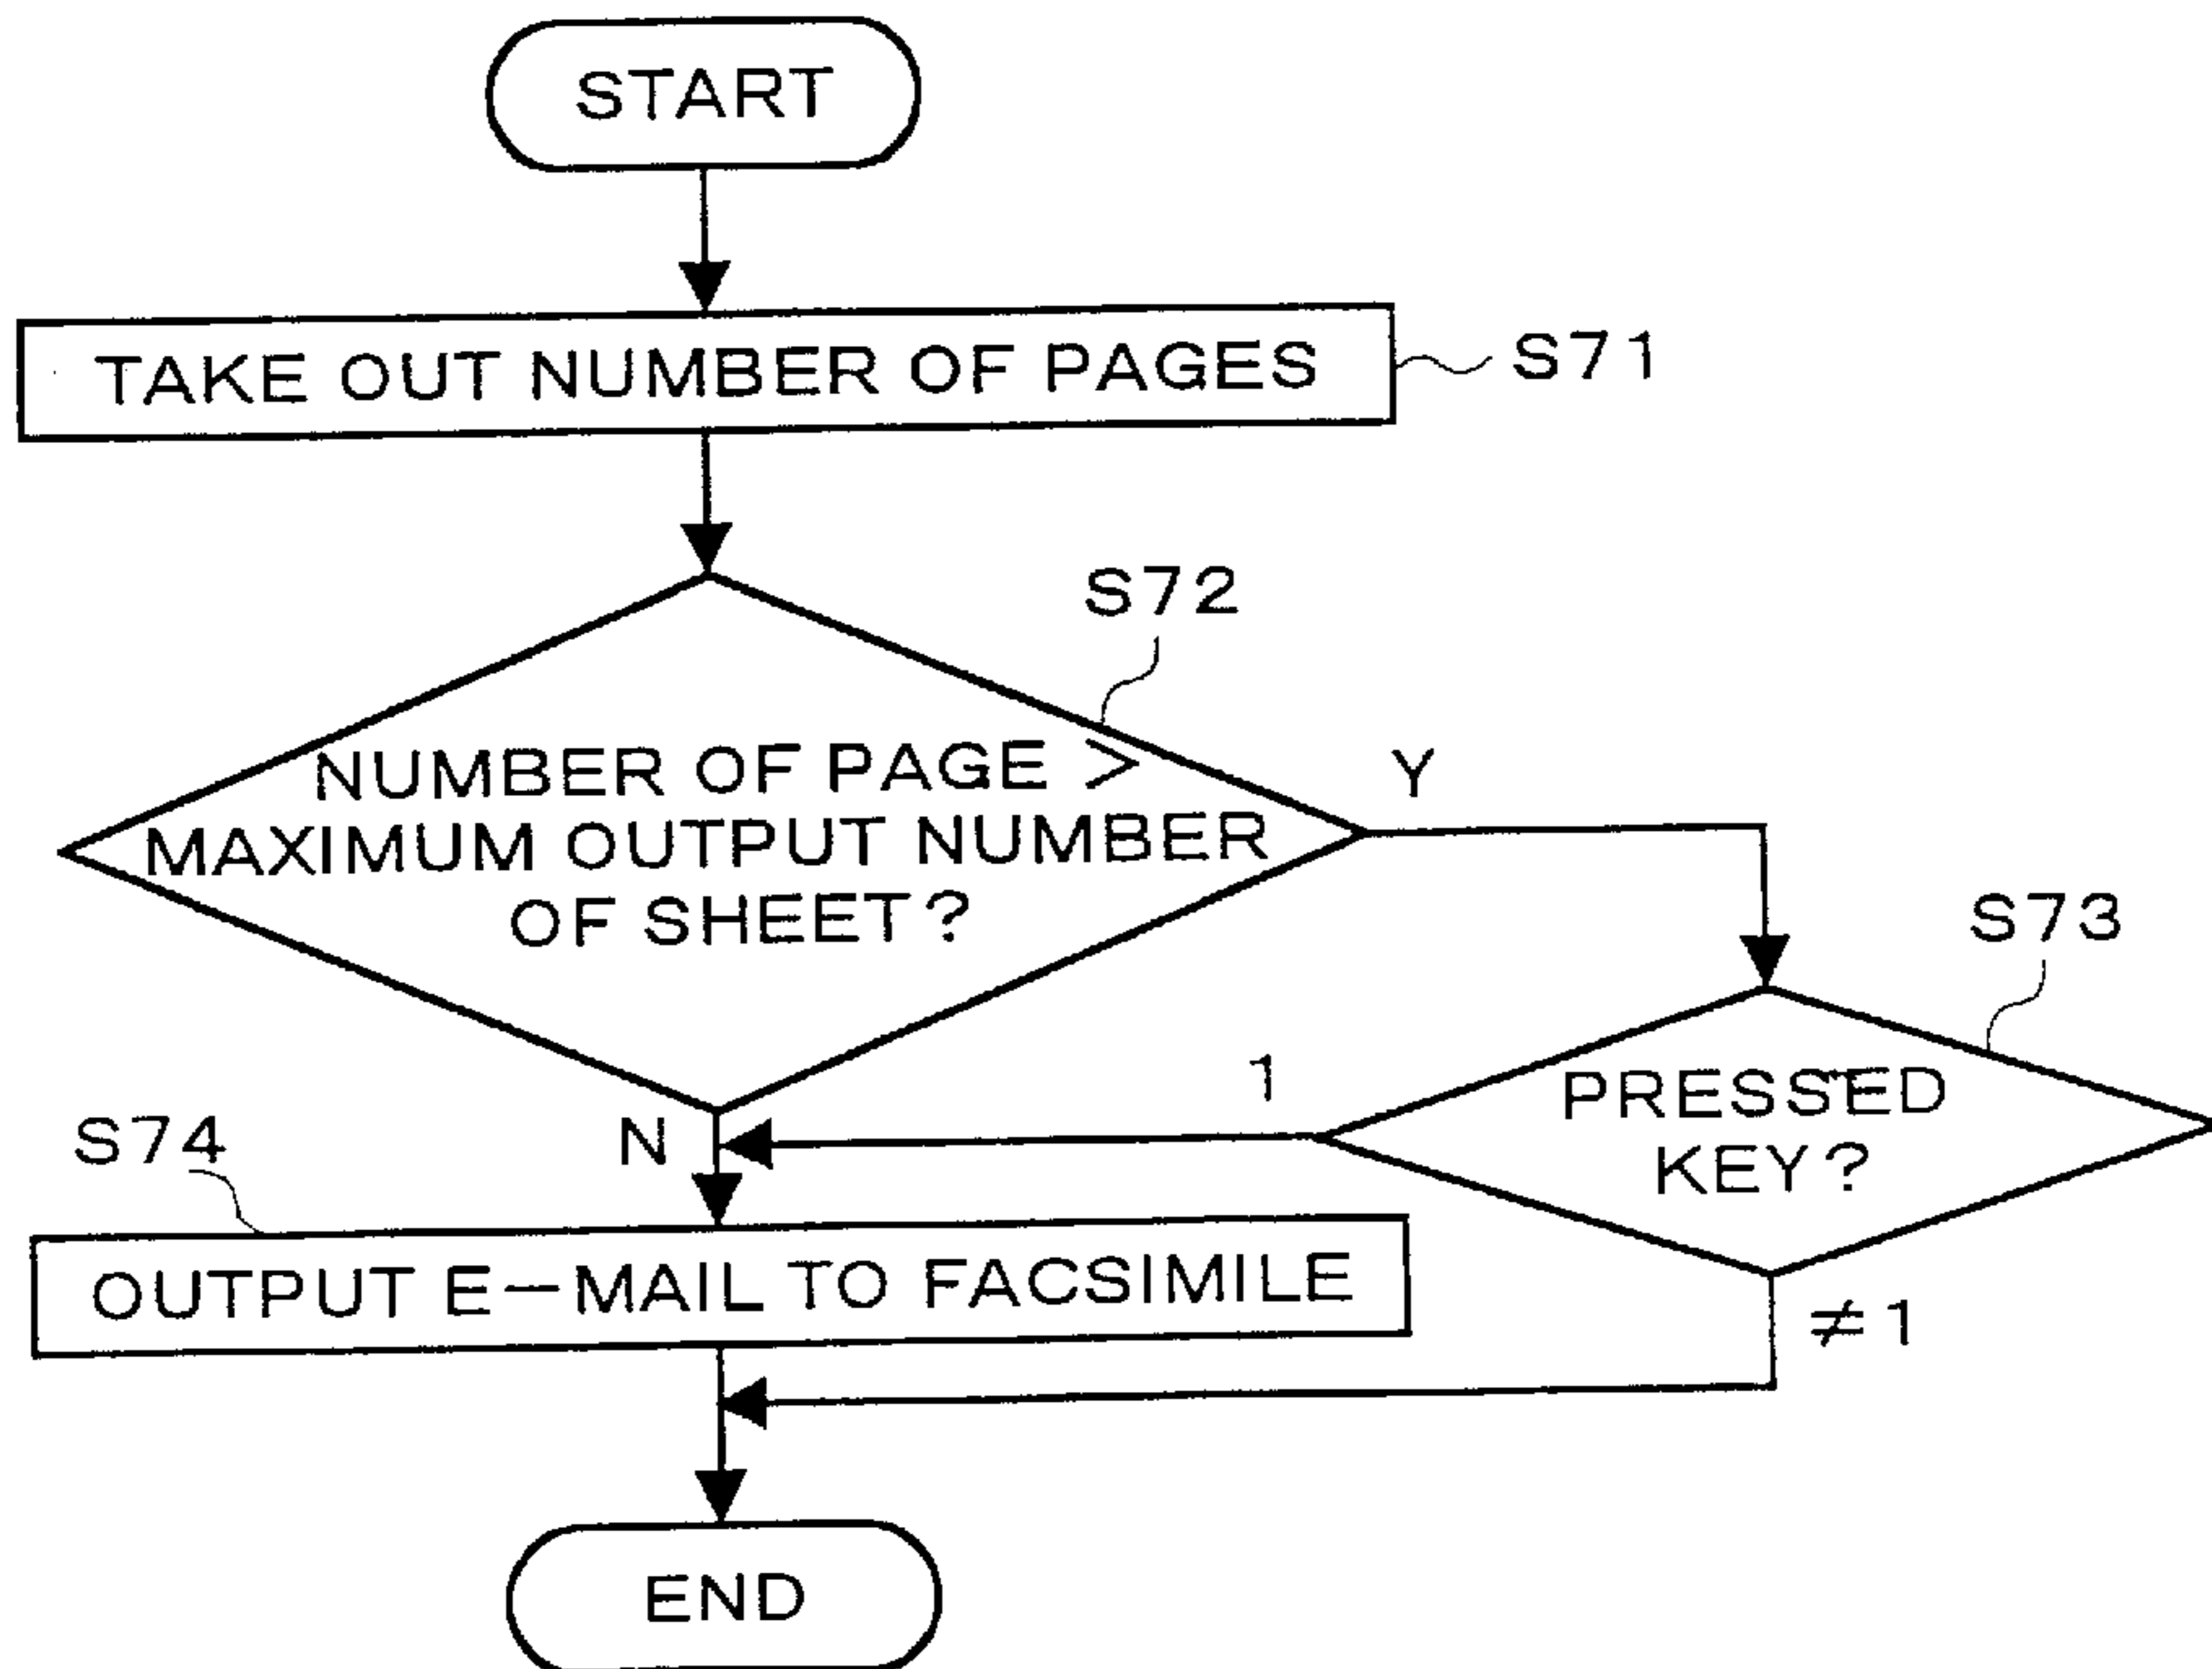 START
TAKE OUT NUMBER OF PAGES
S71
S72
NUMBER OF PAGE >
MAXIMUM OUTPUT NUMBER
OF SHEET?
Y
S73
PRESSED
KEY?
1
N
≠1
S74
OUTPUT E-MAIL TO FACSIMILE
END